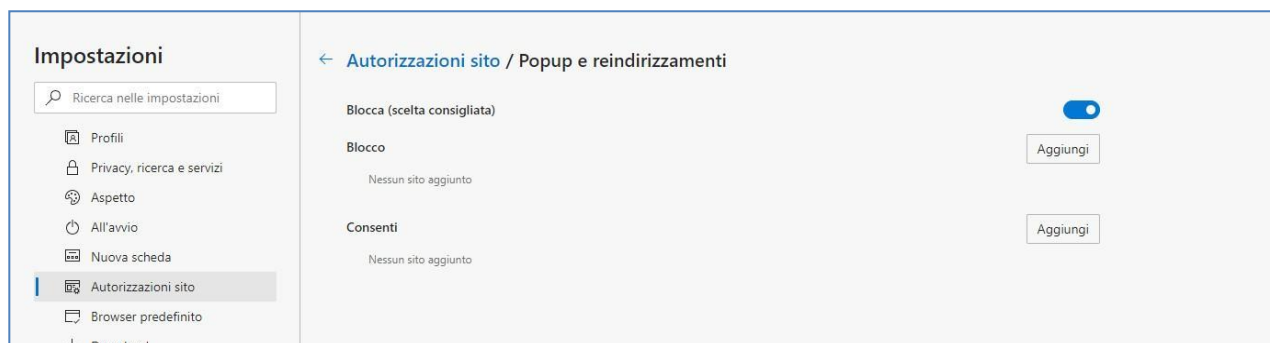 Impostazioni
Ricerca nelle impostazioni
Profili
Privacy, ricerca e servizi
Aspetto
All'avvio
Nuova scheda
Autorizzazioni sito
Browser predefinito
← Autorizzazioni sito / Popup e reindirizzamenti
Blocca (scelta consigliata)
Blocco
Aggiungi
Nessun sito aggiunto
Consenti
Aggiungi
Nessun sito aggiunto